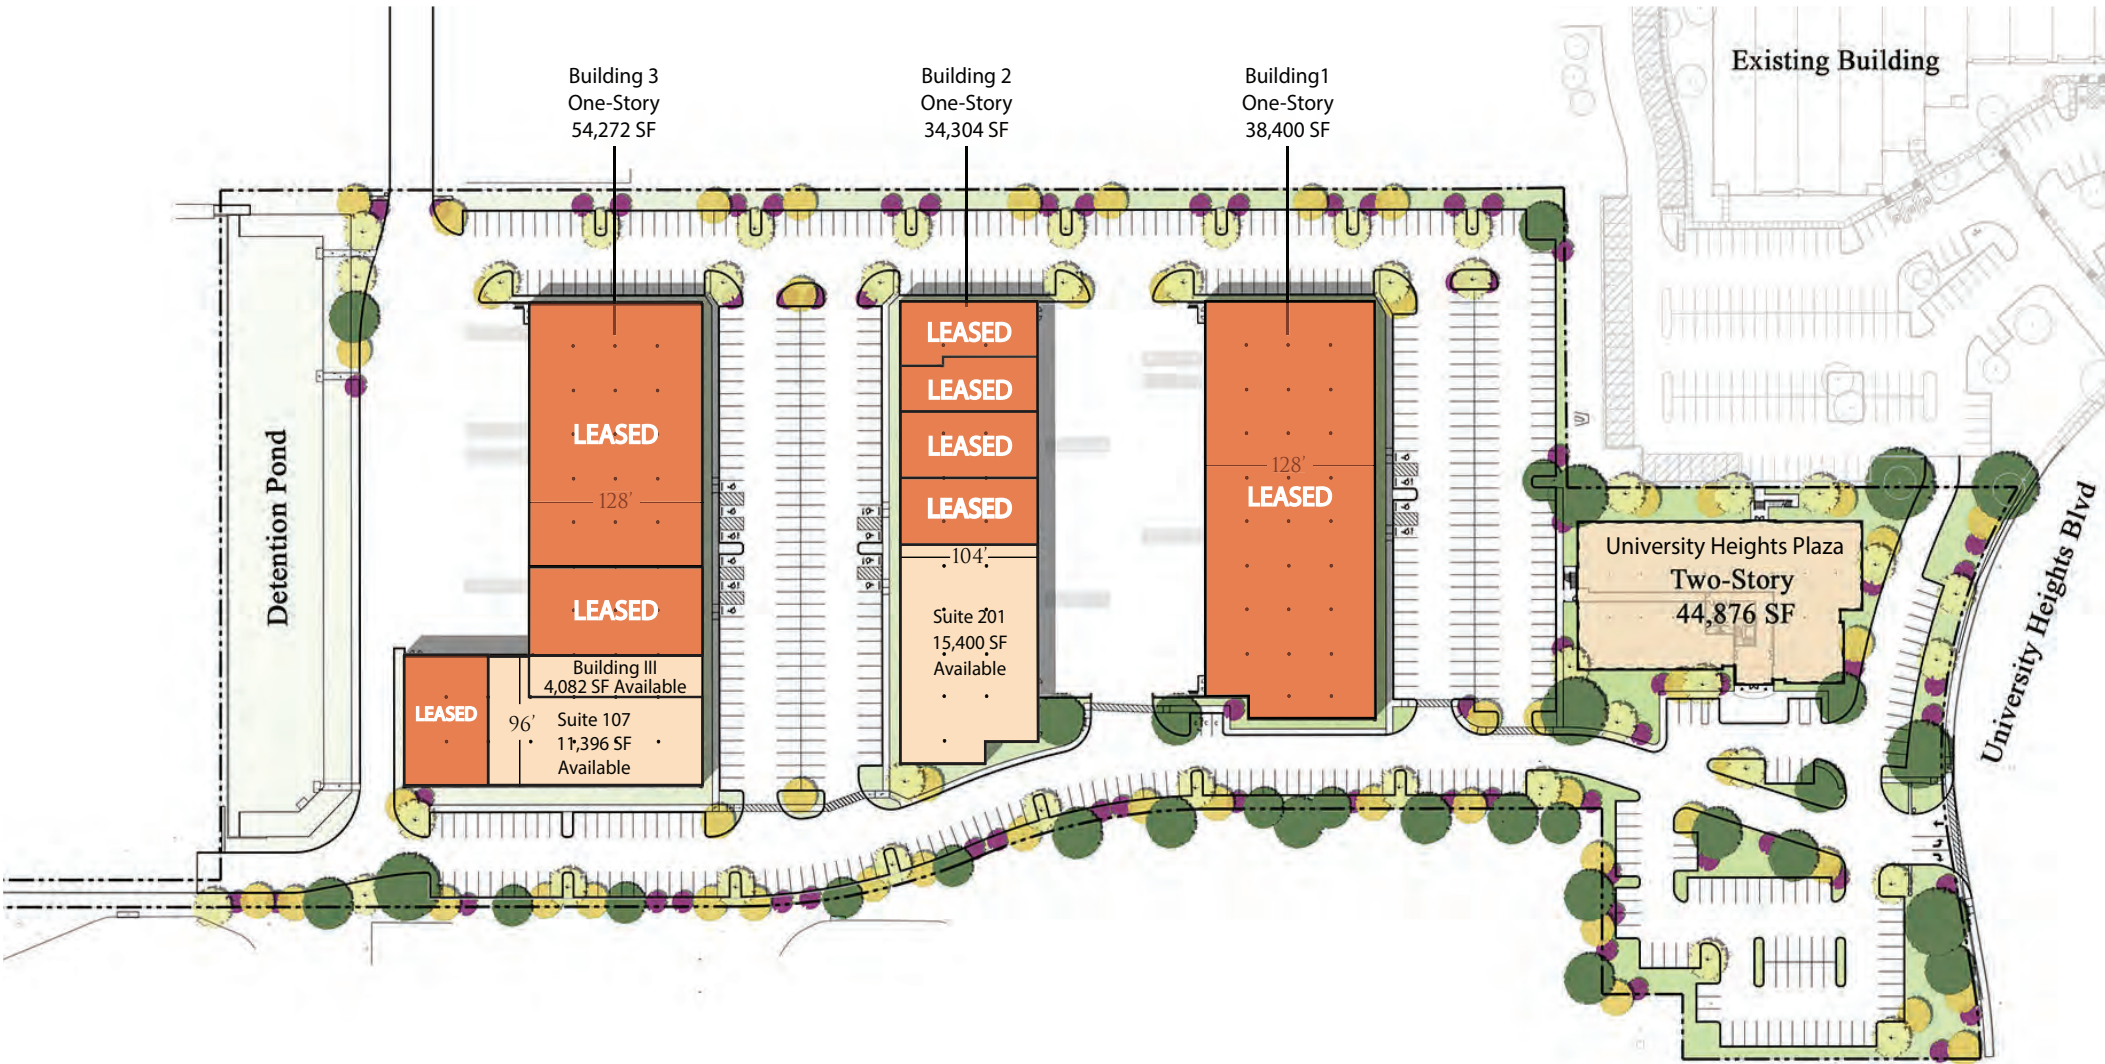 Existing Building
Building 3
One-Story
54,272 SF
Building 2
One-Story
34,304 SF
Building1
One-Story
38,400 SF
Detention Pond
LEASED
128'
LEASED
LEASED
Building III
4,082 SF Available
96'
Suite 107
11,396 SF
Available
LEASED
LEASED
LEASED
LEASED
104'
Suite 201
15,400 SF
Available
128'
LEASED
University Heights Plaza
Two-Story
44,876 SF
University Heights Blvd